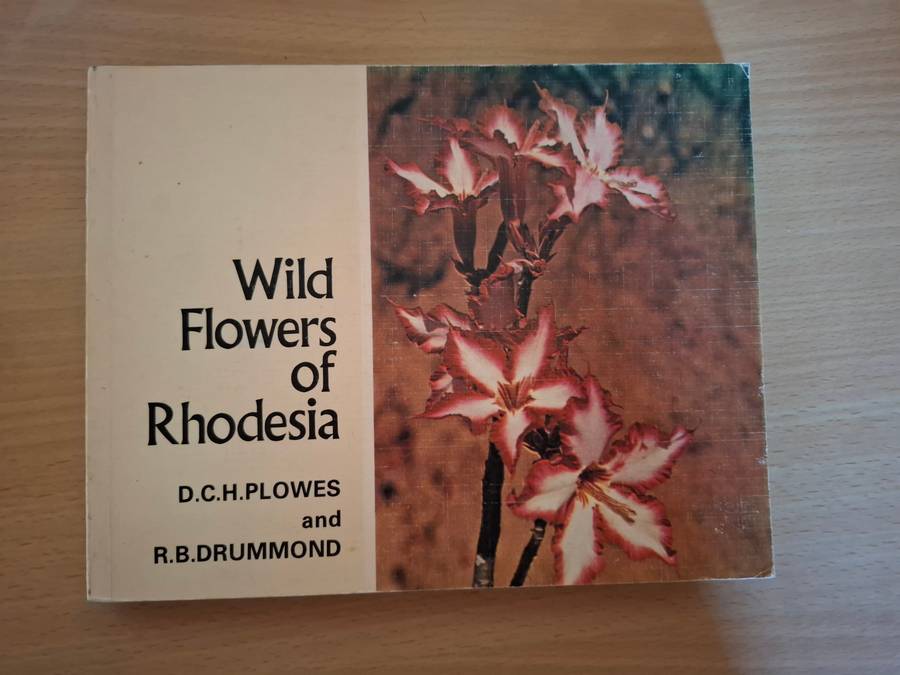 Wild
Flowers
of
Rhodesia
D.C.H.PLOWES
and
R.B.DRUMMOND